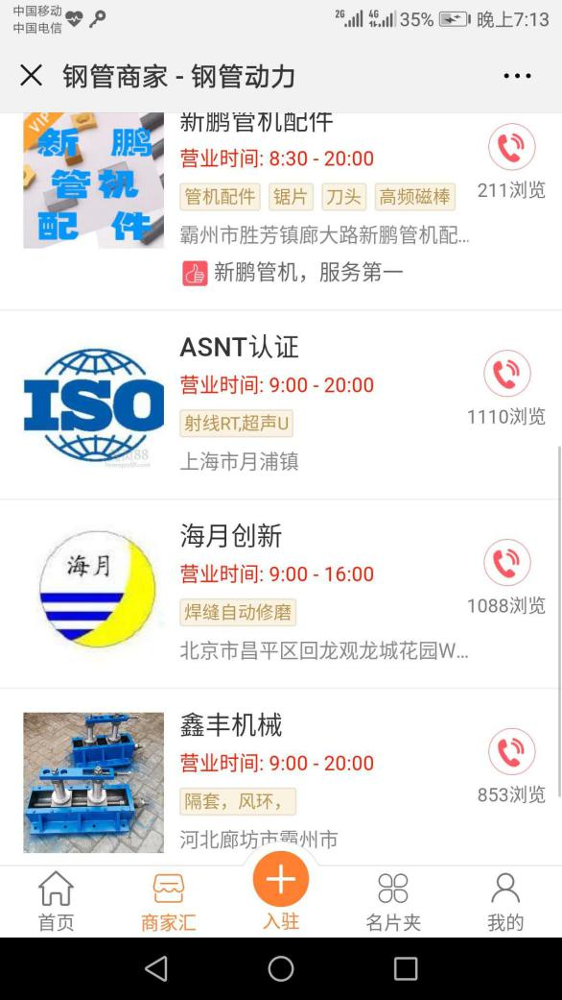 中国移动
中国电信
2G 4G 35% 晚上7:13
钢管商家 - 钢管动力
VIP
新鹏
管机
配件
新鹏管机配件
营业时间: 8:30 - 20:00
211浏览
管机配件 锯片 刀头 高频磁棒
霸州市胜芳镇廊大路新鹏管机配...
新鹏管机，服务第一
ISO
ASNT认证
营业时间: 9:00 - 20:00
1110浏览
射线RT,超声U
上海市月浦镇
海月
海月创新
营业时间: 9:00 - 16:00
1088浏览
焊缝自动修磨
北京市昌平区回龙观龙城花园W...
鑫丰机械
营业时间: 9:00 - 20:00
853浏览
隔套，风环，
河北廊坊市霸州市
首页 商家汇 入驻 名片夹 我的